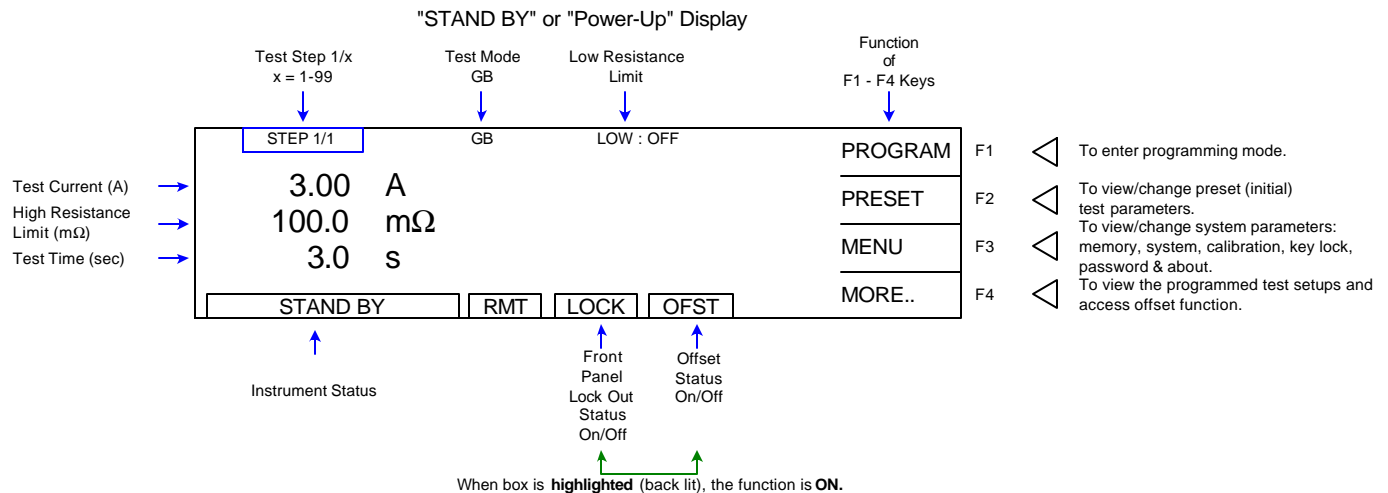 "STAND BY" or "Power-Up" Display
Test Step 1/x
x = 1-99
Test Mode
GB
Low Resistance
Limit
Function
of
F1 - F4 Keys
STEP 1/1
GB
LOW : OFF
PROGRAM
F1
To enter programming mode.
Test Current (A)
3.00 A
High Resistance
Limit (mΩ)
100.0 mΩ
Test Time (sec)
3.0 s
PRESET
F2
To view/change preset (initial)
test parameters.
MENU
F3
To view/change system parameters:
memory, system, calibration, key lock,
password & about.
MORE..
F4
To view the programmed test setups and
access offset function.
STAND BY
RMT
LOCK
OFST
Instrument Status
Front
Panel
Lock Out
Status
On/Off
Offset
Status
On/Off
When box is highlighted (back lit), the function is ON.